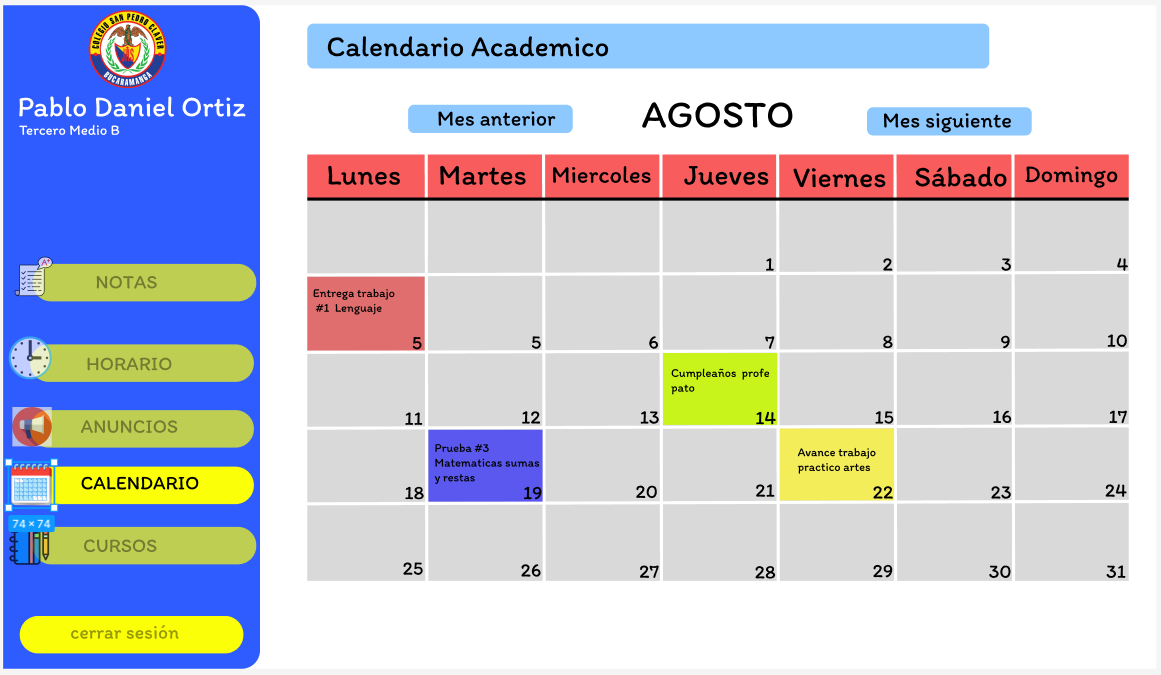 COLEGIO SAN PEDRO CLAVER
BUCARAMANGA
Pablo Daniel Ortiz
Tercero Medio B
A+
NOTAS
HORARIO
ANUNCIOS
CALENDARIO
74 × 74
CURSOS
cerrar sesión
Calendario Academico
Mes anterior
AGOSTO
Mes siguiente
Lunes Martes Miercoles Jueves Viernes Sábado Domingo
1 2 3 4
Entrega trabajo
#1 Lenguaje
5 5 6 7 8 9 10
Cumpleaños profe
pato
11 12 13 14 15 16 17
Prueba #3
Matematicas sumas
y restas
Avance trabajo
practico artes
18 19 20 21 22 23 24
25 26 27 28 29 30 31